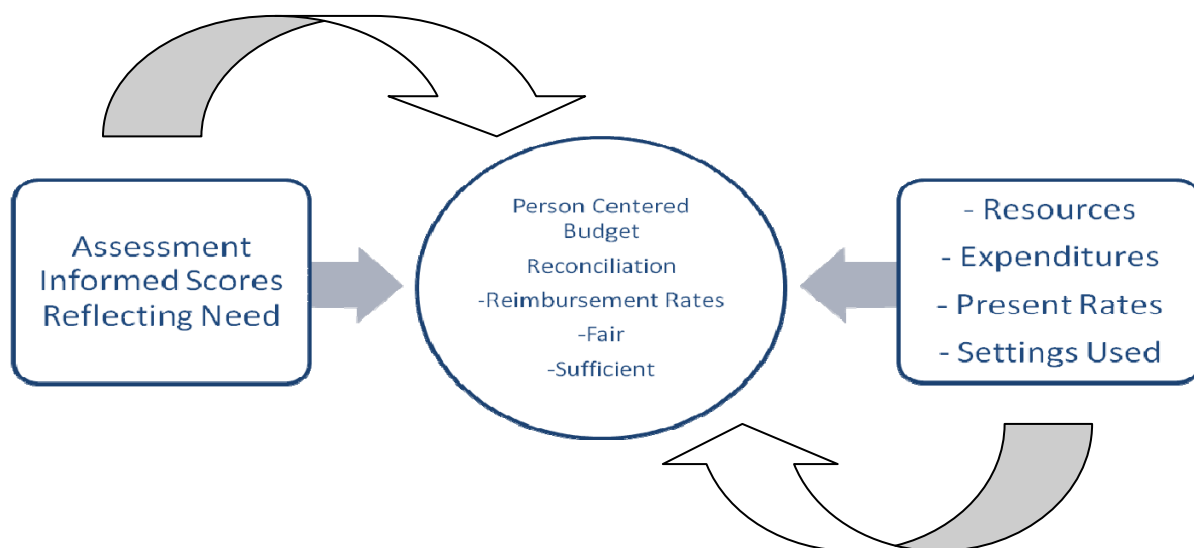 Assessment
Informed Scores
Reflecting Need
Person Centered
Budget
Reconciliation
-Reimbursement Rates
-Fair
-Sufficient
- Resources
- Expenditures
- Present Rates
- Settings Used